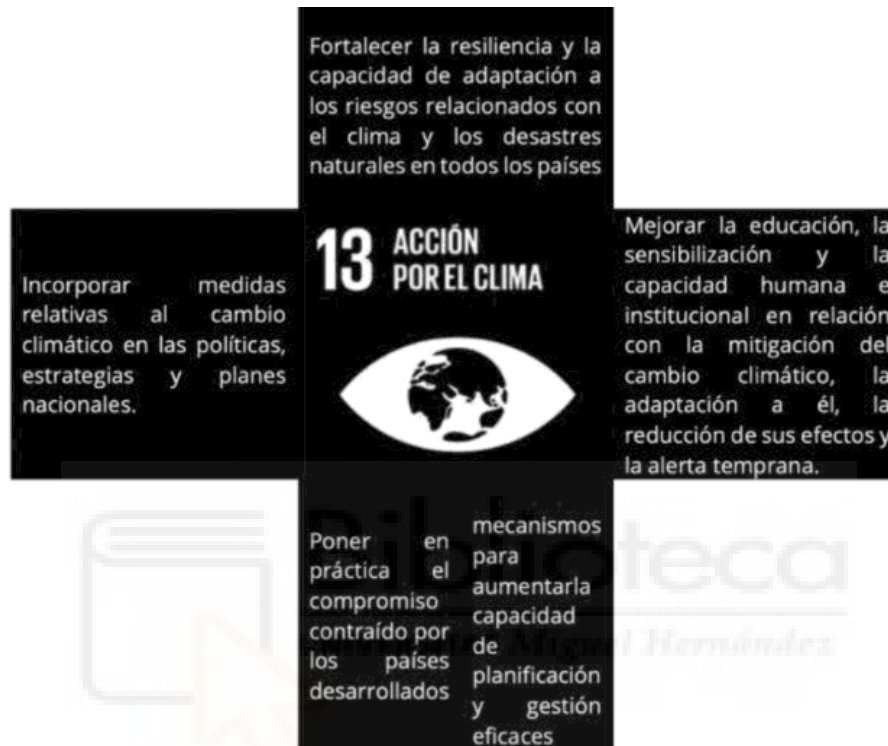 Fortalecer la resiliencia y la
capacidad de adaptación a
los riesgos relacionados con
el clima y los desastres
naturales en todos los países
13 ACCIÓN
POR EL CLIMA
Incorporar medidas
relativas al cambio
climático en las políticas,
estrategias y planes
nacionales.
Mejorar la educación, la
sensibilización y la
capacidad humana e
institucional en relación
con la mitigación del
cambio climático, la
adaptación a él, la
reducción de sus efectos y
la alerta temprana.
Poner en
práctica el
compromiso
contraído por
los países
desarrollados
mecanismos
para
aumentarla
capacidad
de
planificación
y gestión
eficaces
Biblioteca
Miguel Hernández